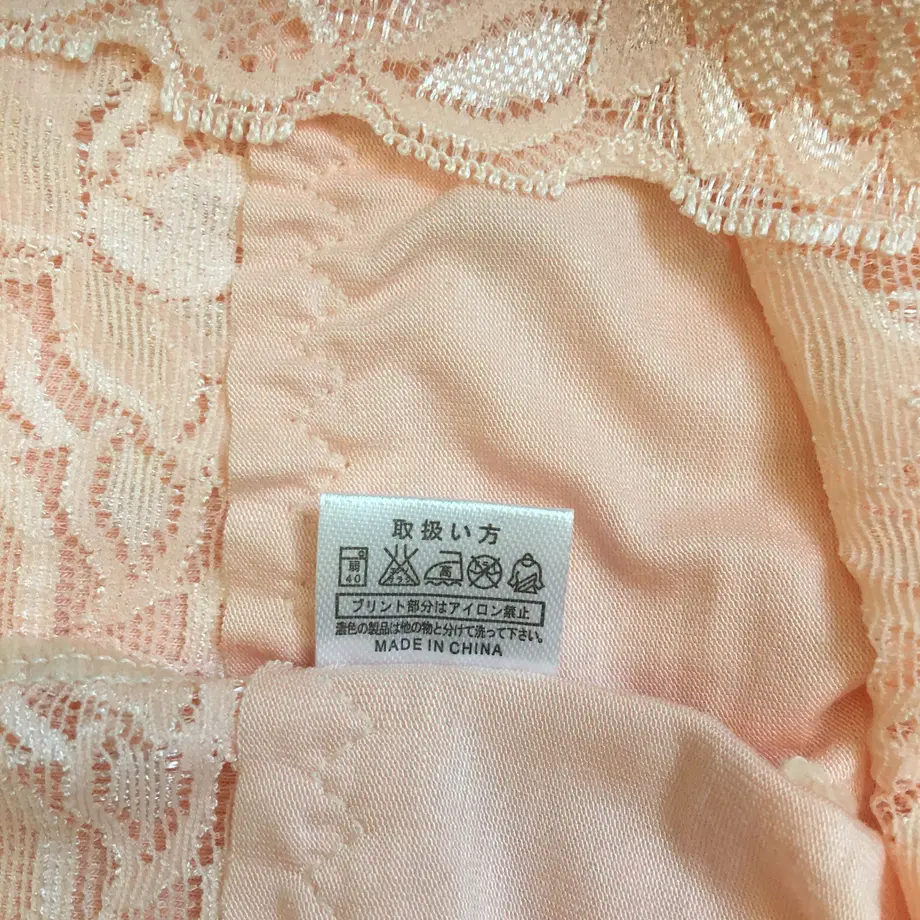 取扱い方
弱
40
高
プリント部分はアイロン禁止
濃色の製品は他の物と分けて洗って下さい。
MADE IN CHINA